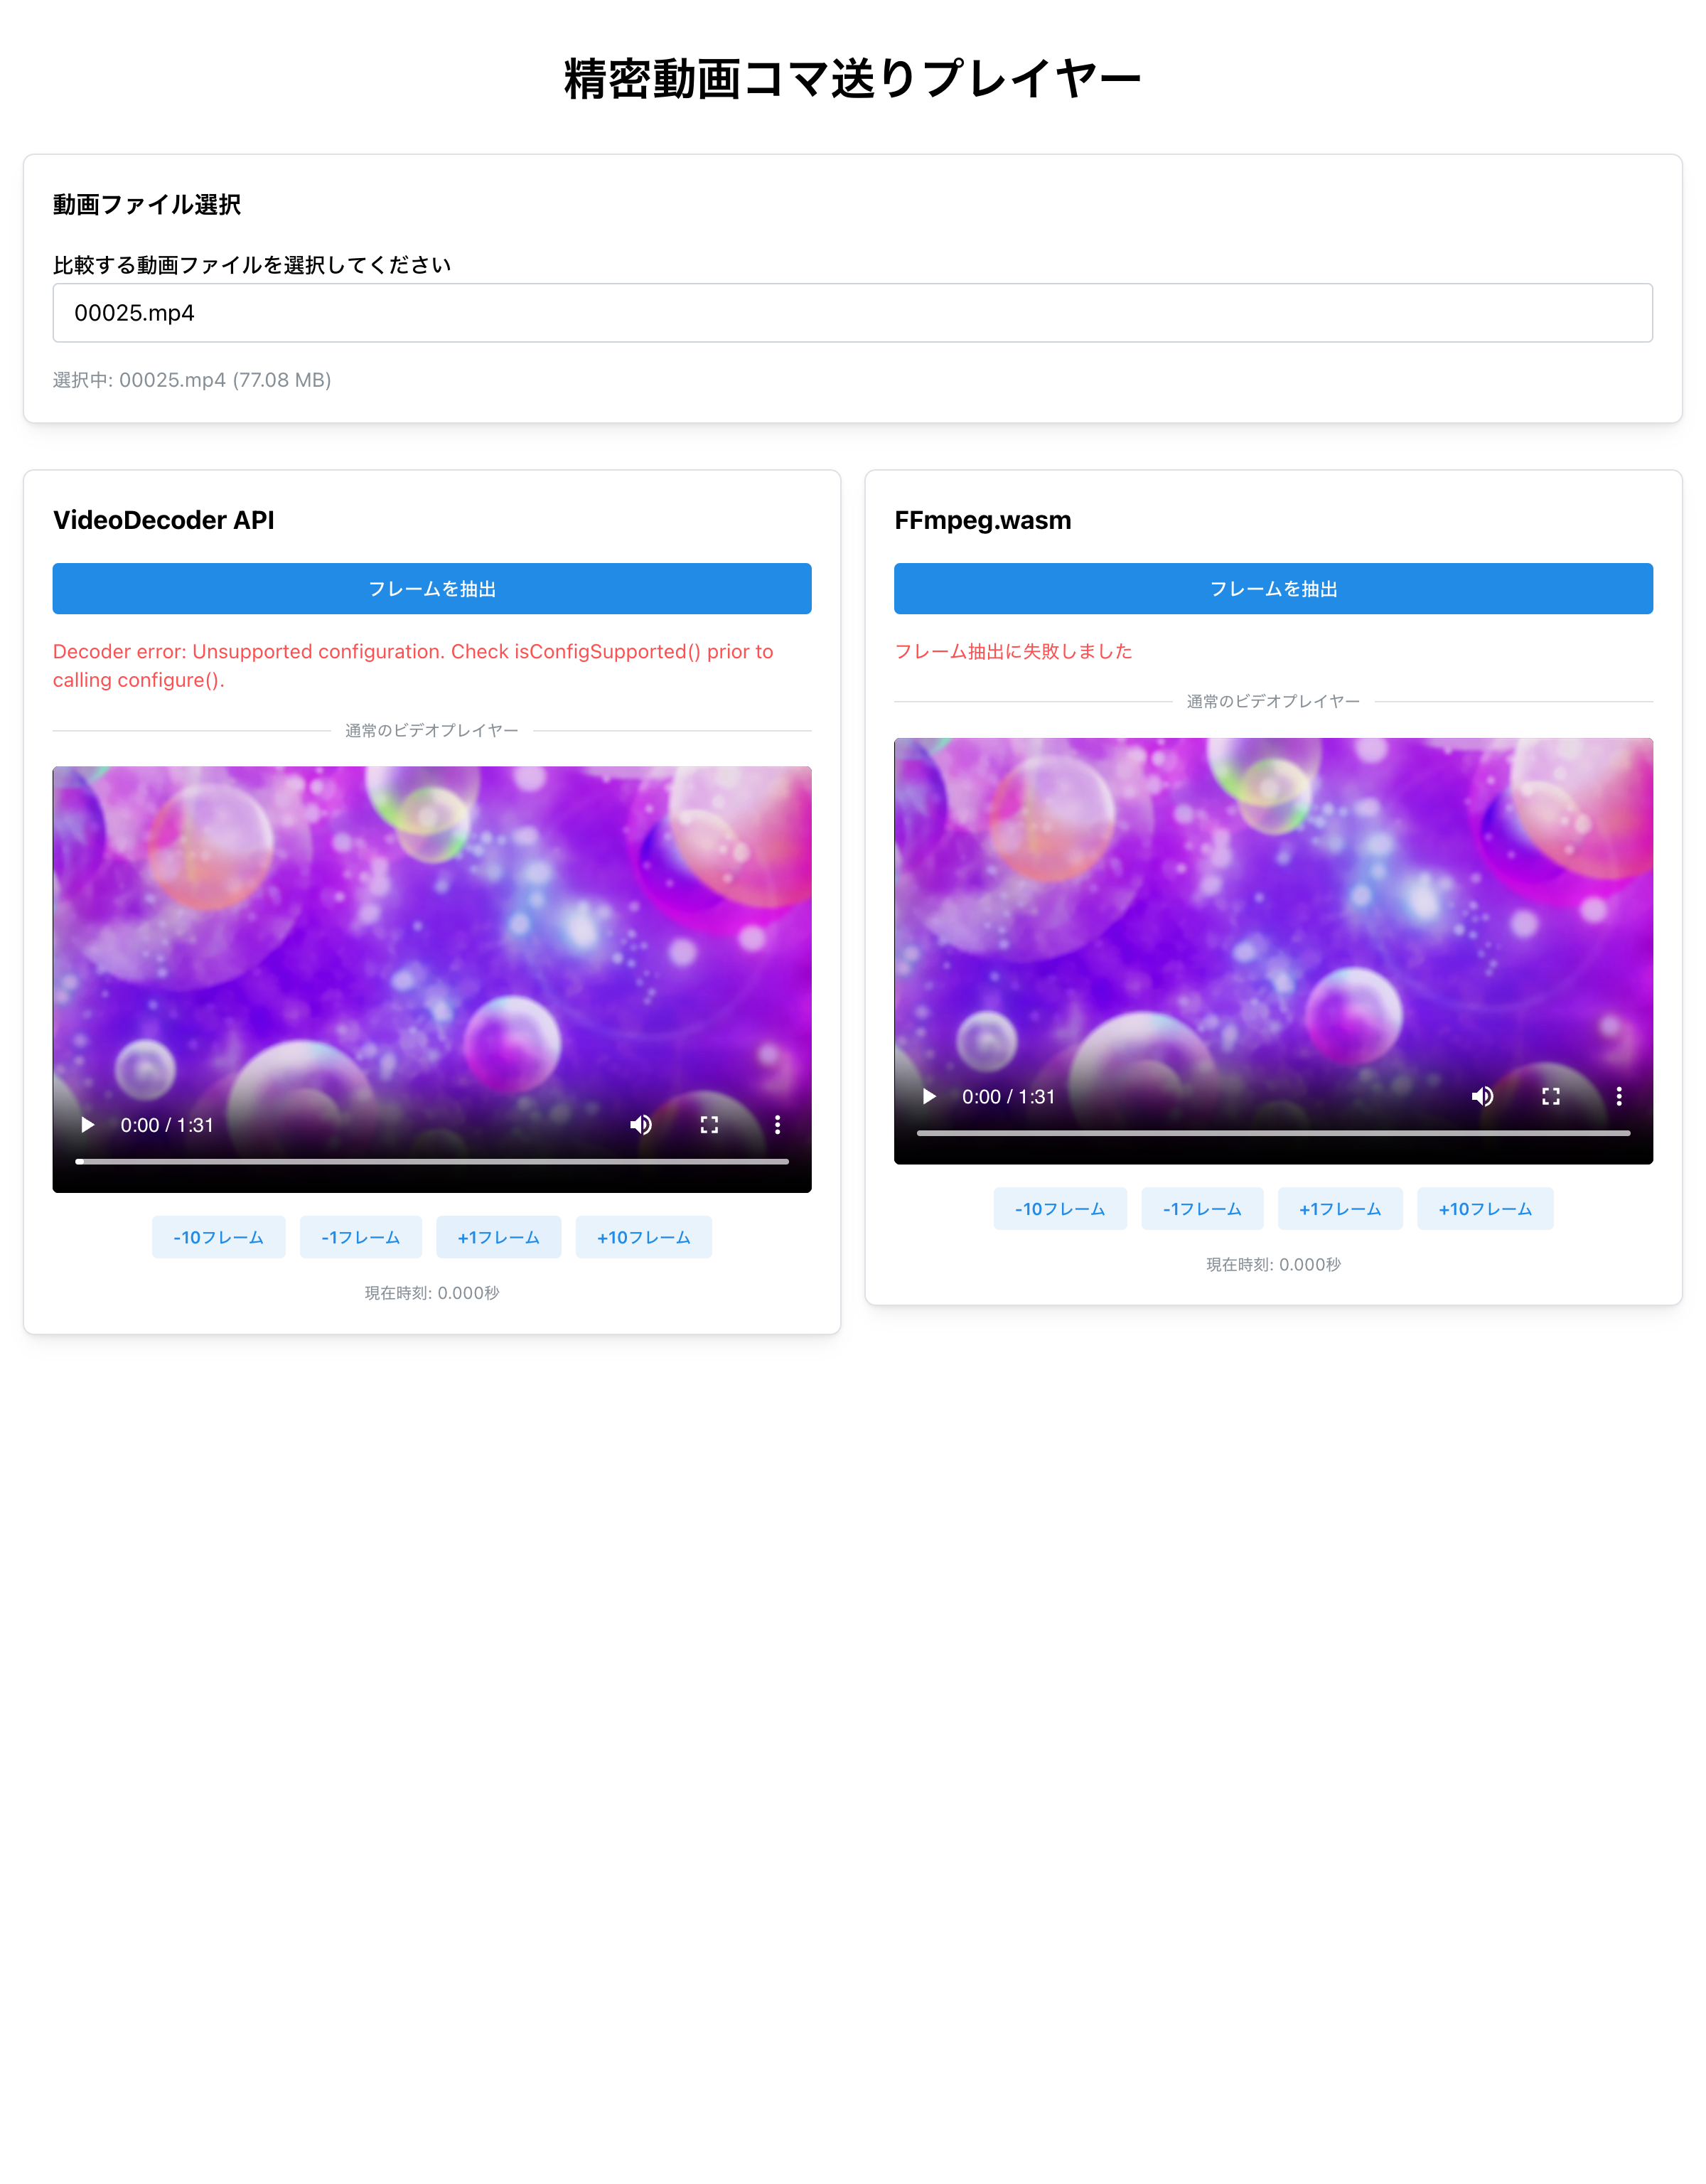 精密動画コマ送りプレイヤー
動画ファイル選択
比較する動画ファイルを選択してください
00025.mp4
選択中: 00025.mp4 (77.08 MB)
VideoDecoder API
フレームを抽出
Decoder error: Unsupported configuration. Check isConfigSupported() prior to
calling configure().
通常のビデオプレイヤー
0:00 / 1:31
-10フレーム
-1フレーム
+1フレーム
+10フレーム
現在時刻: 0.000秒
FFmpeg.wasm
フレームを抽出
フレーム抽出に失敗しました
通常のビデオプレイヤー
0:00 / 1:31
-10フレーム
-1フレーム
+1フレーム
+10フレーム
現在時刻: 0.000秒